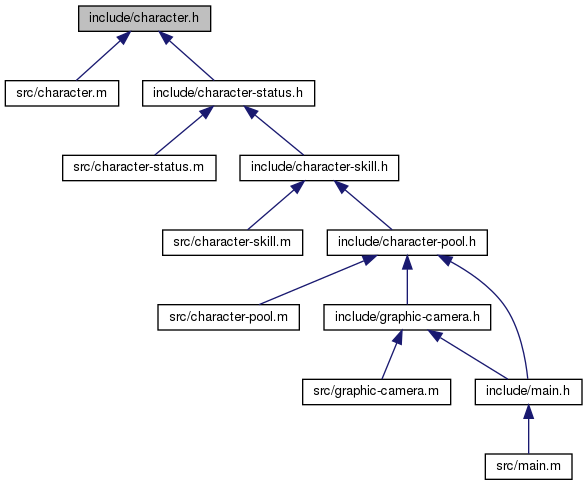 include/character.h
src/character.m
include/character-status.h
src/character-status.m
include/character-skill.h
src/character-skill.m
include/character-pool.h
src/character-pool.m
include/graphic-camera.h
src/graphic-camera.m
include/main.h
src/main.m